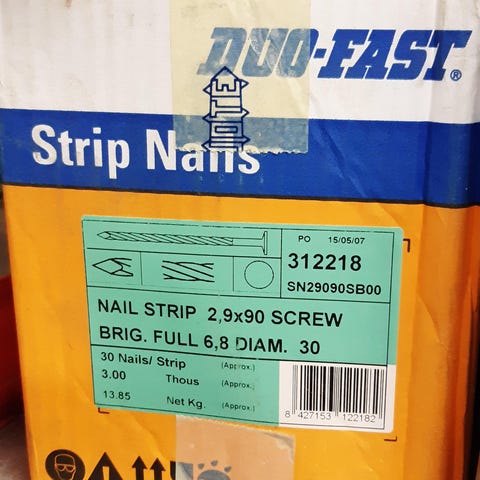 DUO-FAST®
NOTE
Strip Nails
PO 15/05/07
312218
SN29090SB00
NAIL STRIP 2,9x90 SCREW
BRIG. FULL 6,8 DIAM. 30
30 Nails/ Strip (Approx.)
3.00 Thous (Approx.)
13.85 Net Kg. (Approx.)
8 427153 122182